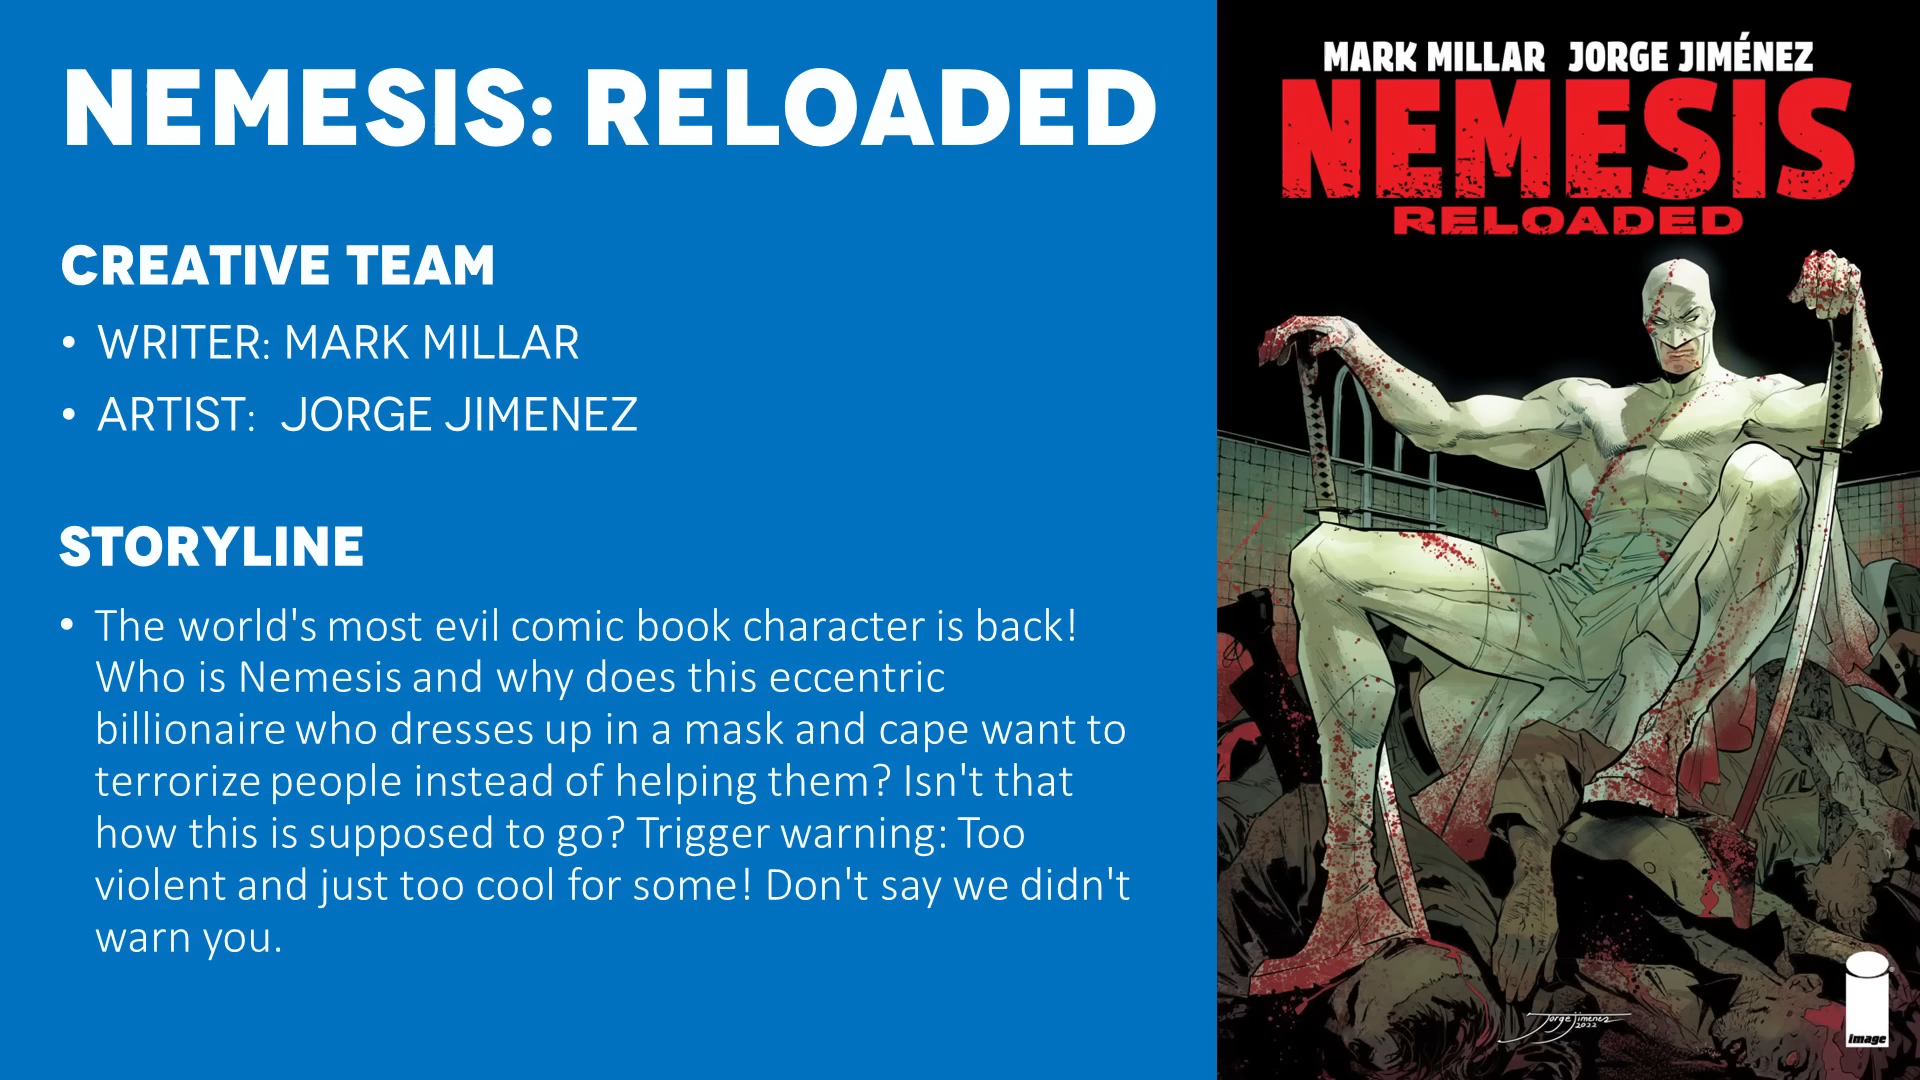 NEMESIS: RELOADED
CREATIVE TEAM
• WRITER: MARK MILLAR
• ARTIST:  JORGE JIMENEZ
STORYLINE
• The world's most evil comic book character is back!
Who is Nemesis and why does this eccentric
billionaire who dresses up in a mask and cape want to
terrorize people instead of helping them? Isn't that
how this is supposed to go? Trigger warning: Too
violent and just too cool for some! Don't say we didn't
warn you.
MARK MILLAR JORGE JIMÉNEZ
NEMESIS
RELOADED
Jorge Jimenez
2022
image